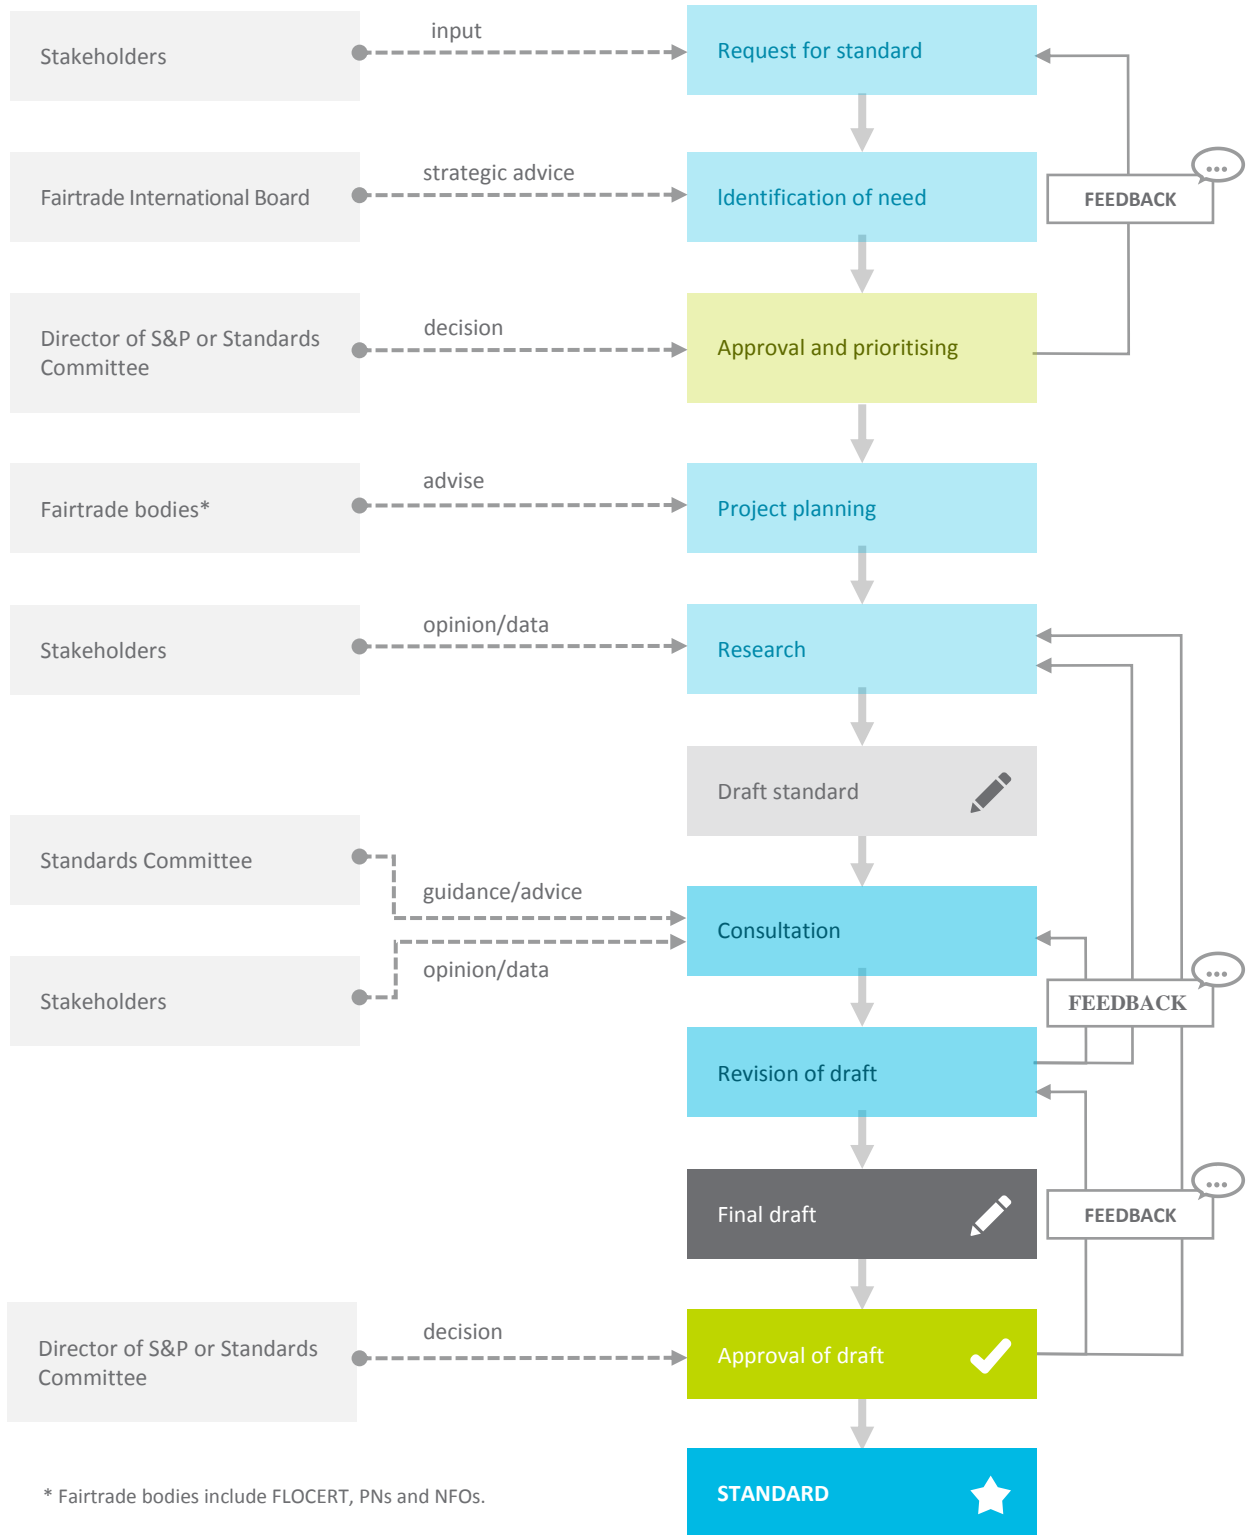 Stakeholders
input
Request for standard
Fairtrade International Board
strategic advice
Identification of need
...
FEEDBACK
Director of S&P or Standards
Committee
decision
Approval and prioritising
Fairtrade bodies*
advise
Project planning
Stakeholders
opinion/data
Research
Draft standard
Standards Committee
guidance/advice
Consultation
Stakeholders
opinion/data
...
FEEDBACK
Revision of draft
Final draft
...
FEEDBACK
Director of S&P or Standards
Committee
decision
Approval of draft
STANDARD
* Fairtrade bodies include FLOCERT, PNs and NFOs.